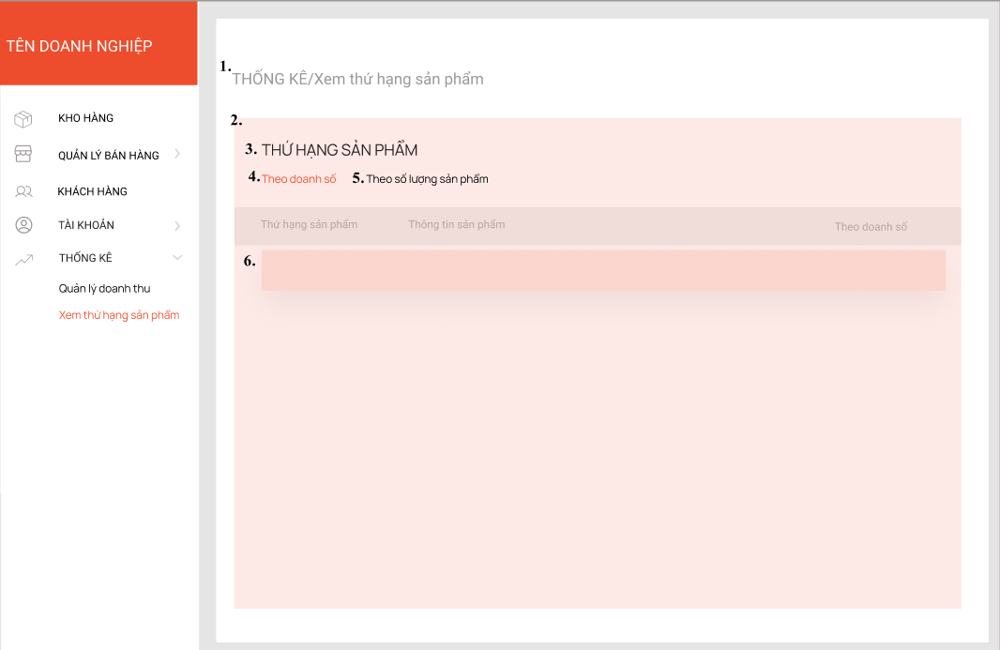 TÊN DOANH NGHIỆP
KHO HÀNG
QUẢN LÝ BÁN HÀNG
KHÁCH HÀNG
TÀI KHOẢN
THỐNG KÊ
Quản lý doanh thu
Xem thứ hạng sản phẩm
1. THỐNG KÊ/Xem thứ hạng sản phẩm
2.
3. THỨ HẠNG SẢN PHẨM
4. Theo doanh số 5. Theo số lượng sản phẩm
Thứ hạng sản phẩm Thông tin sản phẩm Theo doanh số
6.